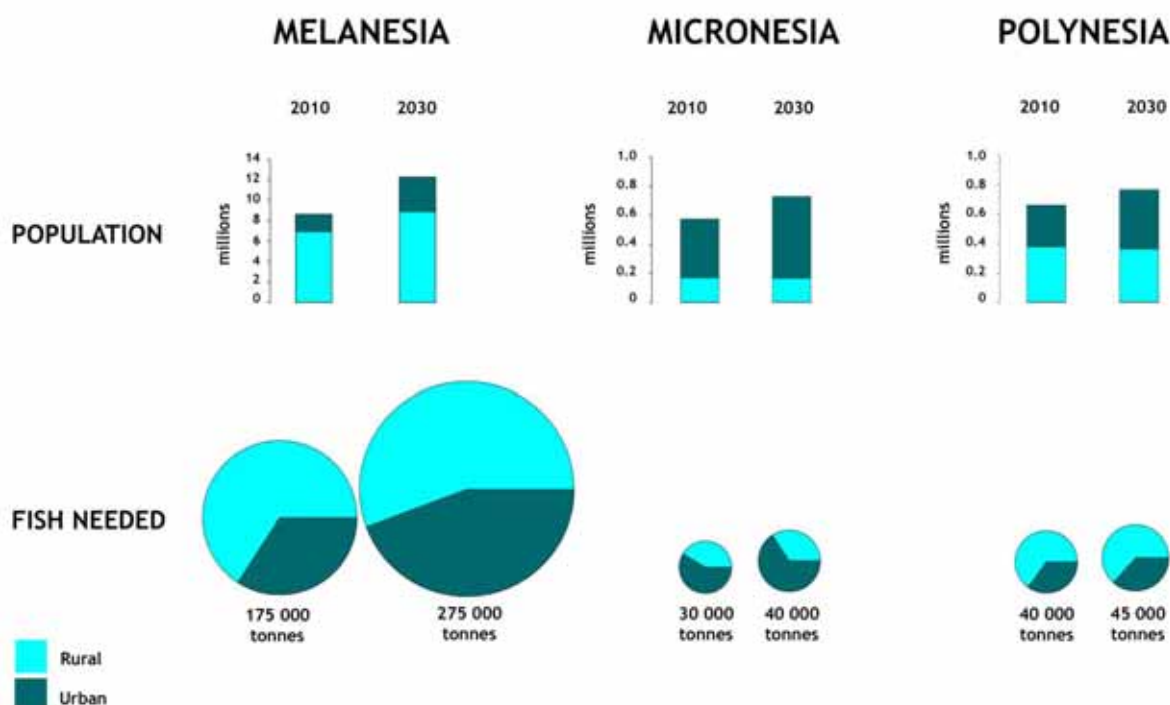 MELANESIA MICRONESIA POLYNESIA
2010 2030 2010 2030 2010 2030
POPULATION
millions
14
12
10
8
6
4
2
0
millions
1.0
0.8
0.6
0.4
0.2
0
millions
1.0
0.8
0.6
0.4
0.2
0
FISH NEEDED
175 000
tonnes
275 000
tonnes
30 000
tonnes
40 000
tonnes
40 000
tonnes
45 000
tonnes
Rural
Urban